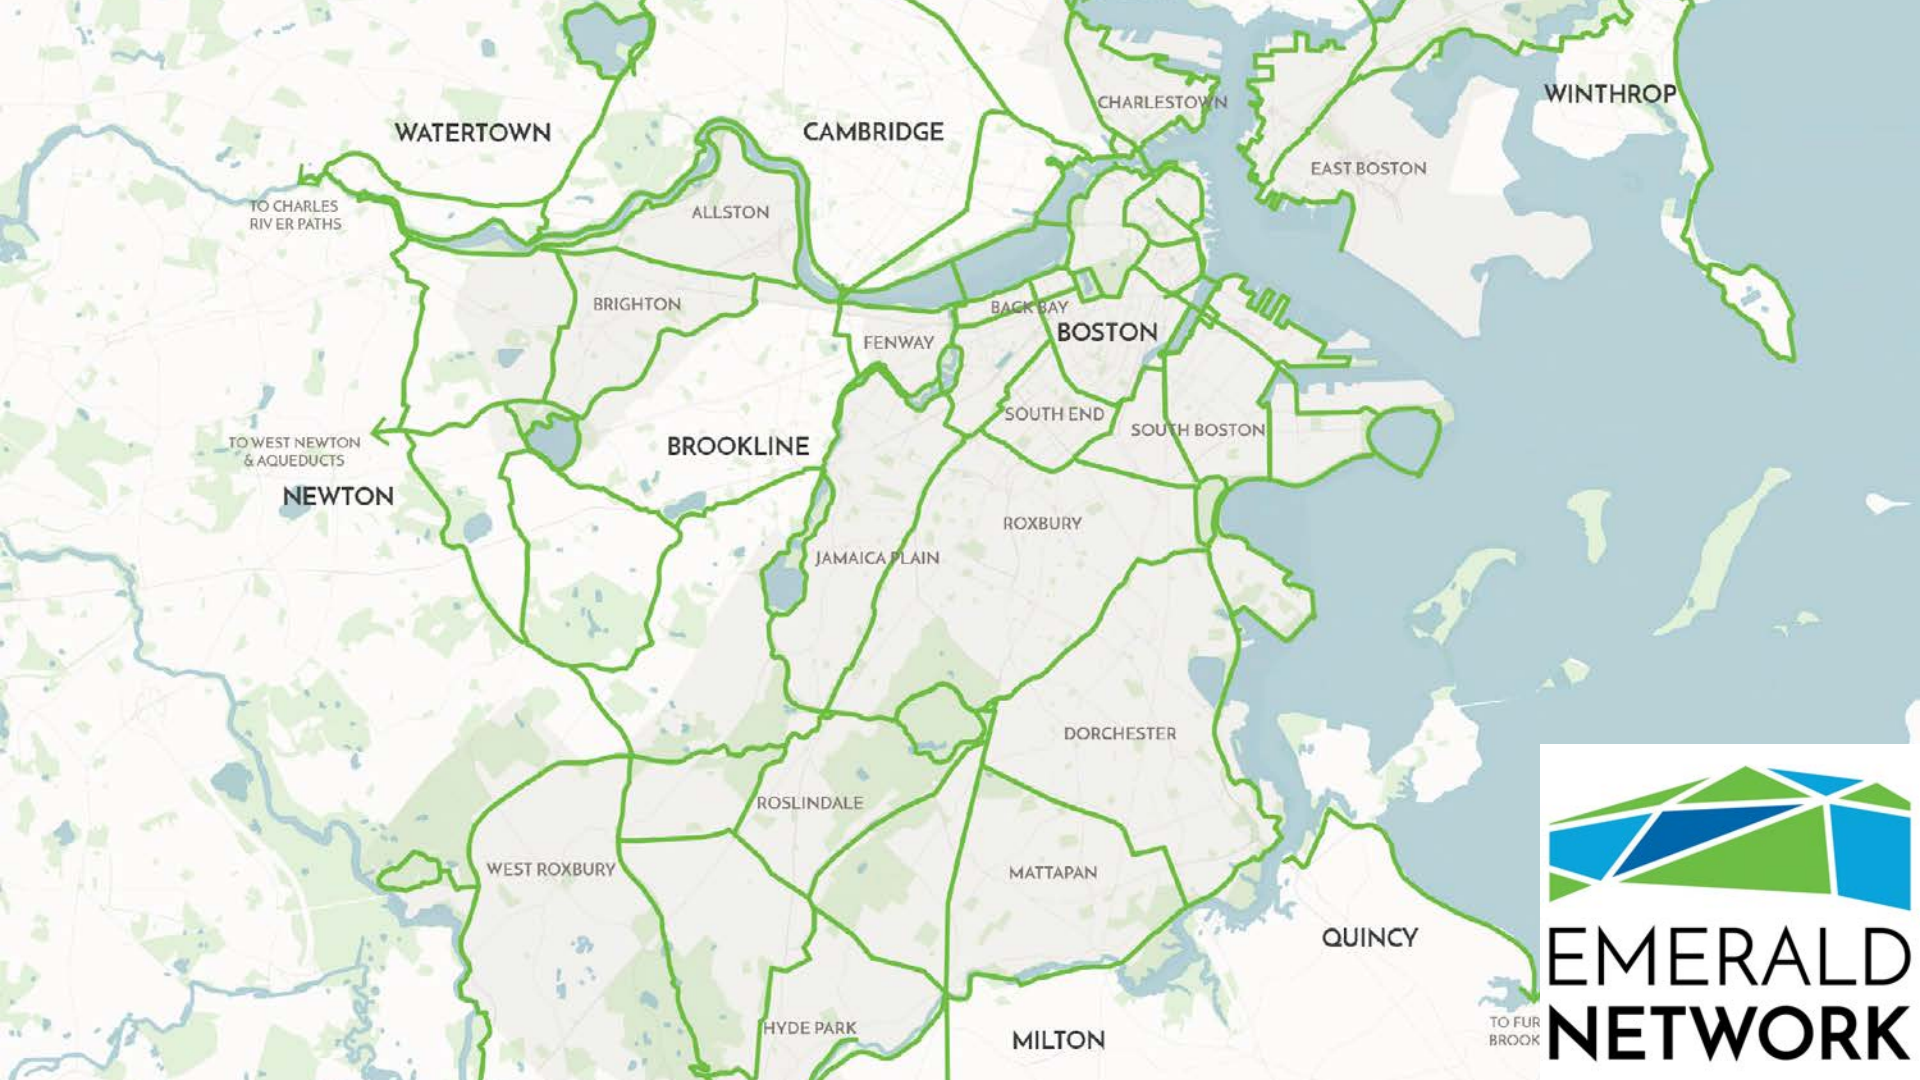 WINTHROP
CHARLESTOWN
WATERTOWN
CAMBRIDGE
EAST BOSTON
TO CHARLES
RIVER PATHS
ALLSTON
BRIGHTON
BACK BAY
BOSTON
FENWAY
SOUTH END
SOUTH BOSTON
TO WEST NEWTON
& AQUEDUCTS
BROOKLINE
NEWTON
ROXBURY
JAMAICA PLAIN
DORCHESTER
ROSLINDALE
WEST ROXBURY
MATTAPAN
QUINCY
HYDE PARK
MILTON
TO FUR
BROOK
EMERALD
NETWORK